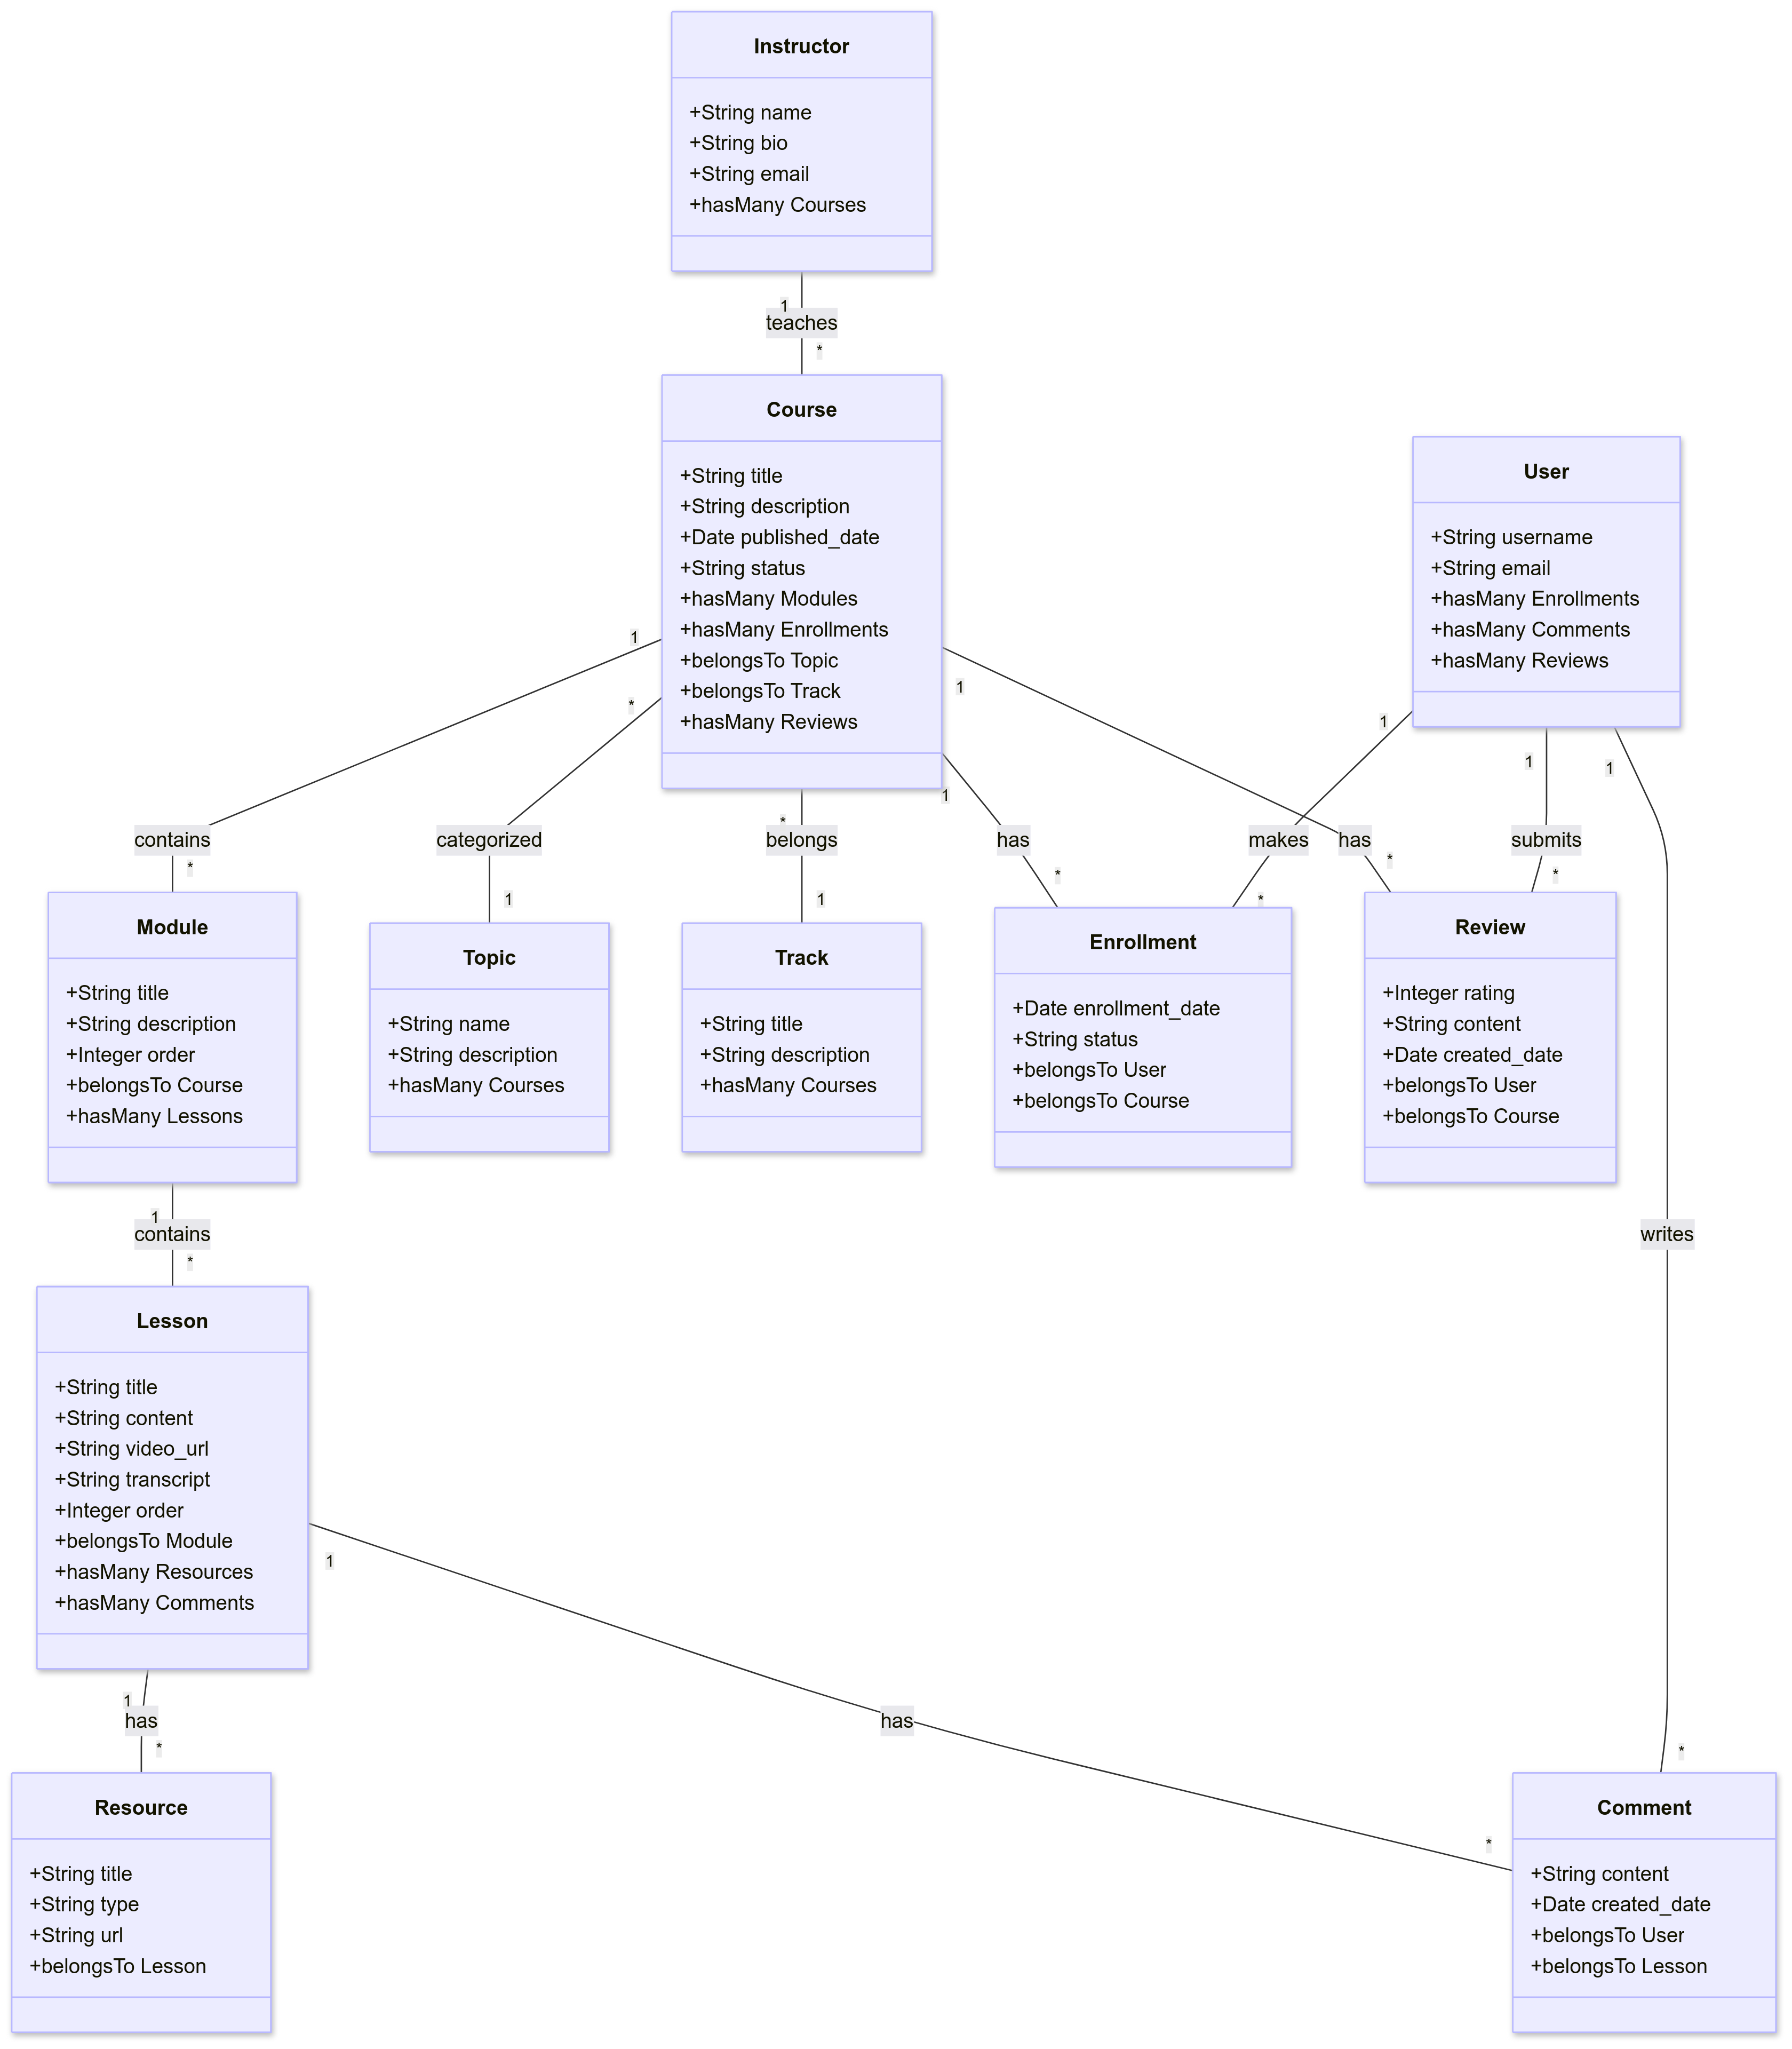 Instructor
+String name
+String bio
+String email
+hasMany Courses
1
teaches
*
Course
+String title
+String description
+Date published_date
+String status
+hasMany Modules
+hasMany Enrollments
+belongsTo Topic
+belongsTo Track
+hasMany Reviews
User
+String username
+String email
+hasMany Enrollments
+hasMany Comments
+hasMany Reviews
1
contains
*
*
categorized
1
*
belongs
1
1
has
*
1
has
*
1
makes
*
1
submits
*
1
writes
*
Module
+String title
+String description
+Integer order
+belongsTo Course
+hasMany Lessons
Topic
+String name
+String description
+hasMany Courses
Track
+String title
+String description
+hasMany Courses
Enrollment
+Date enrollment_date
+String status
+belongsTo User
+belongsTo Course
Review
+Integer rating
+String content
+Date created_date
+belongsTo User
+belongsTo Course
1
contains
*
Lesson
+String title
+String content
+String video_url
+String transcript
+Integer order
+belongsTo Module
+hasMany Resources
+hasMany Comments
1
has
*
1
has
*
Resource
+String title
+String type
+String url
+belongsTo Lesson
Comment
+String content
+Date created_date
+belongsTo User
+belongsTo Lesson